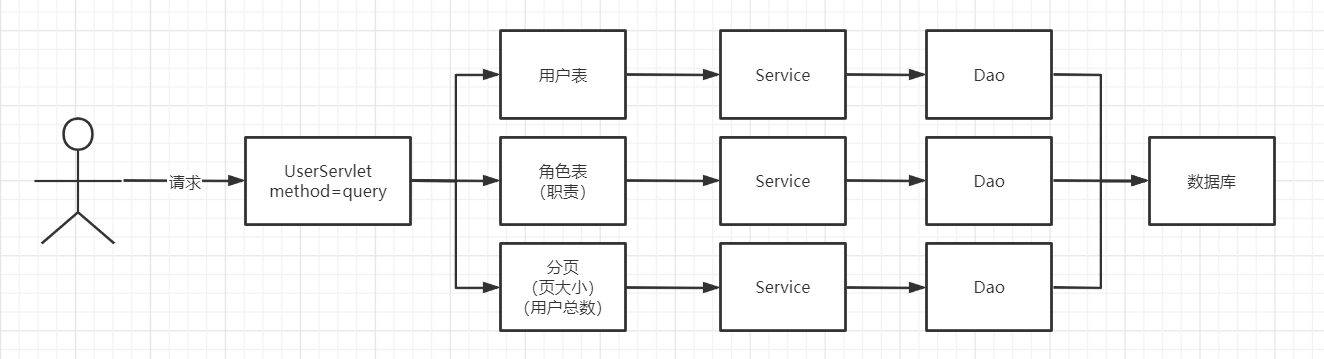 请求
UserServlet
method=query
用户表
Service
Dao
角色表
（职责）
Service
Dao
分页
（页大小）
（用户总数）
Service
Dao
数据库